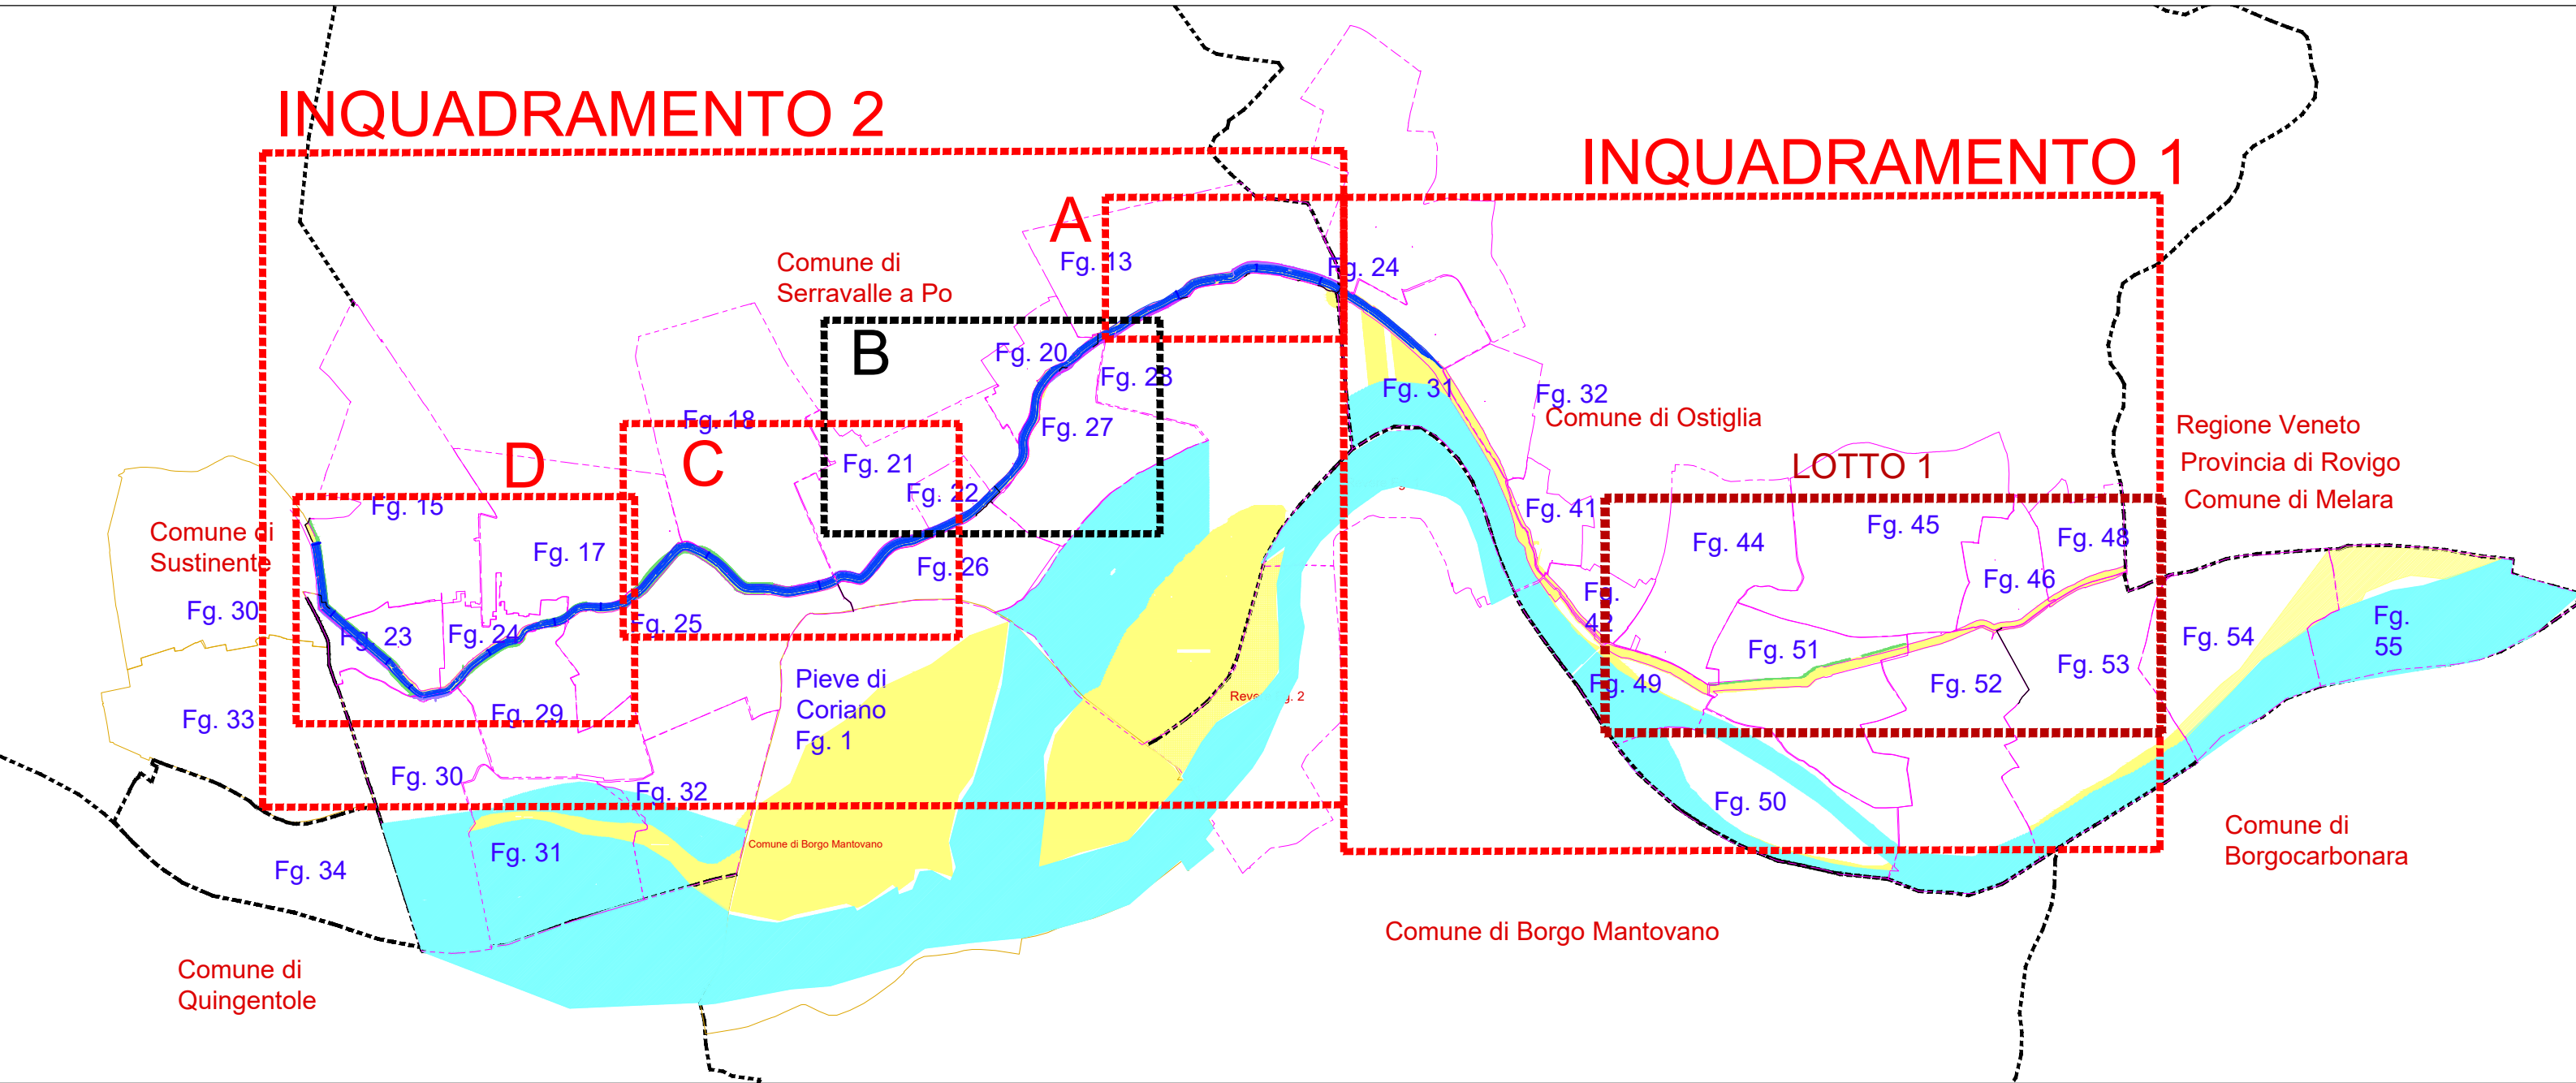 INQUADRAMENTO 2
INQUADRAMENTO 1
A
Fg. 13
Comune di
Serravalle a Po
Fg. 24
B
Fg. 20
Fg. 28
Fg. 31
Fg. 32
Comune di Ostiglia
Fg. 18
Fg. 27
Regione Veneto
Provincia di Rovigo
Comune di Melara
D
C
Fg. 21
Fg. 22
LOTTO 1
Fg. 15
Fg. 41
Fg. 44
Fg. 45
Fg. 48
Comune di
Sustinente
Fg. 17
Fg. 26
Fg. 46
Fg.
42
Fg. 30
Fg. 23
Fg. 24
Fg. 25
Fg. 51
Fg. 53
Fg. 54
Fg.
55
Pieve di
Coriano
Fg. 1
Fg. 49
Fg. 52
Fg. 33
Fg. 29
Fg. 30
Fg. 32
Fg. 50
Comune di Borgo Mantovano
Fg. 31
Fg. 34
Comune di
Borgocarbonara
Comune di Borgo Mantovano
Comune di
Quingentole